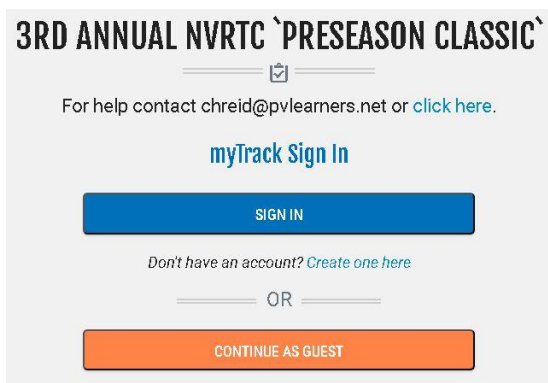 3RD ANNUAL NVRTC `PRESEASON CLASSIC`
For help contact chreid@pvlearners.net or click here.
myTrack Sign In
SIGN IN
Don't have an account? Create one here
OR
CONTINUE AS GUEST